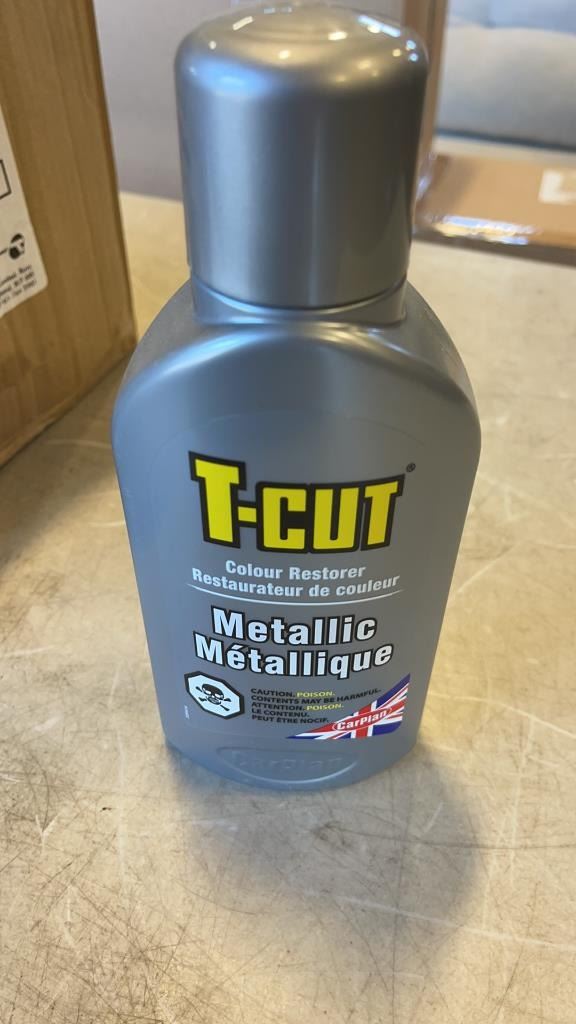 T-CUT®
Colour Restorer
Restaurateur de couleur
Metallic
Métallique
CAUTION. POISON.
CONTENTS MAY BE HARMFUL.
ATTENTION. POISON.
LE CONTENU.
PEUT ÊTRE NOCIF.
CarPlan
CarPlan